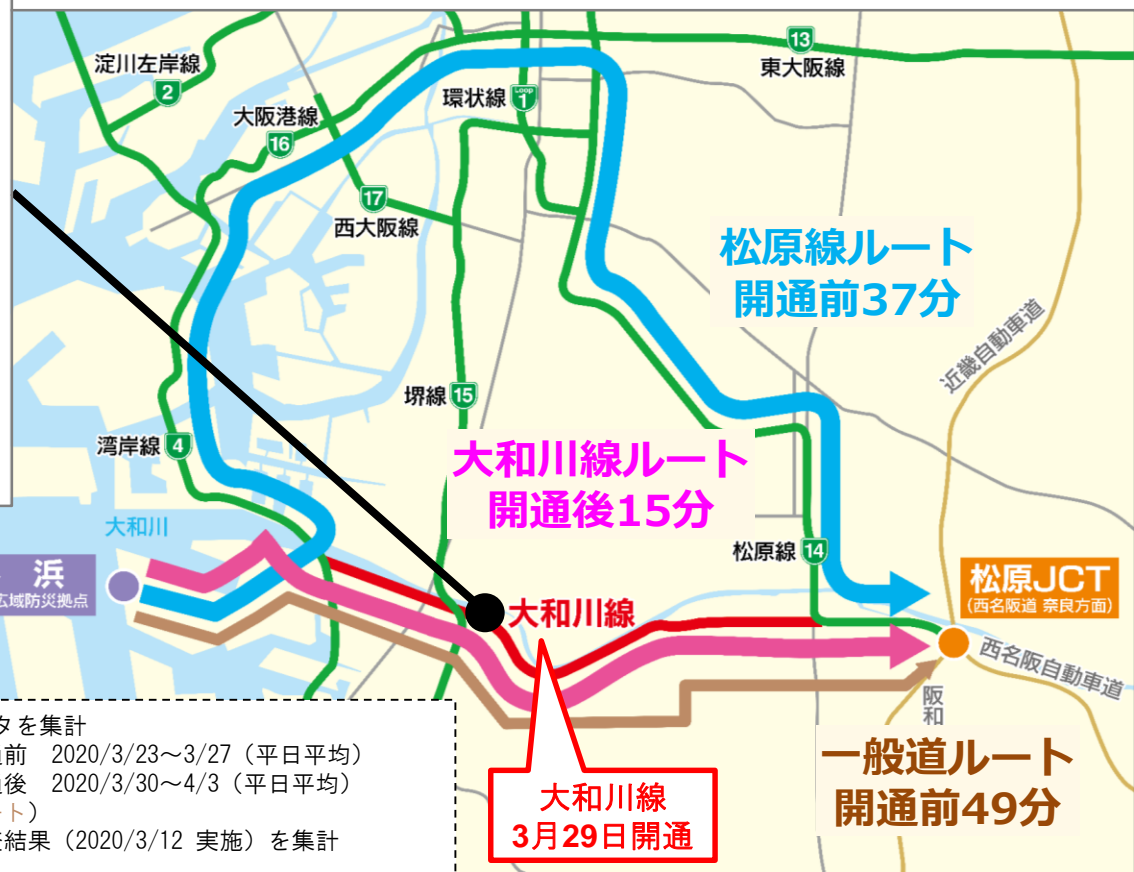 淀川左岸線
2
大阪港線
16
環状線
Loop
1
13
東大阪線
17
西大阪線
松原線ルート
開通前37分
近畿自動車道
堺線
15
湾岸線
4
大和川線ルート
開通後15分
大和川
浜
広域防災拠点
松原線
14
松原JCT
(西名阪道 奈良方面)
大和川線
西名阪自動車道
阪和
一般道ルート
開通前49分
大和川線
3月29日開通
タを集計
前 2020/3/23～3/27（平日平均）
後 2020/3/30～4/3（平日平均）
ト）
結果（2020/3/12 実施）を集計